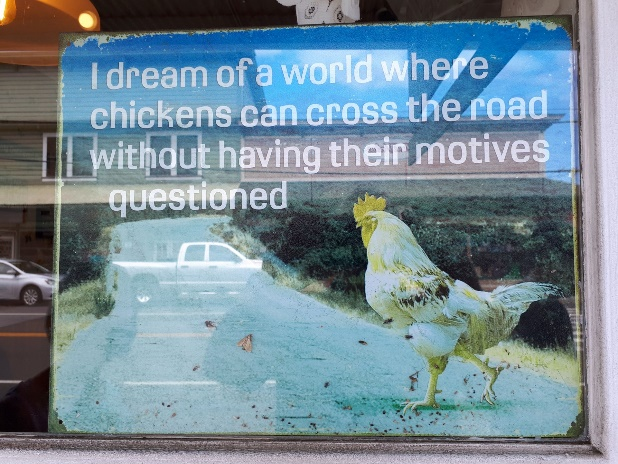 I dream of a world where
chickens can cross the road
without having their motives
questioned